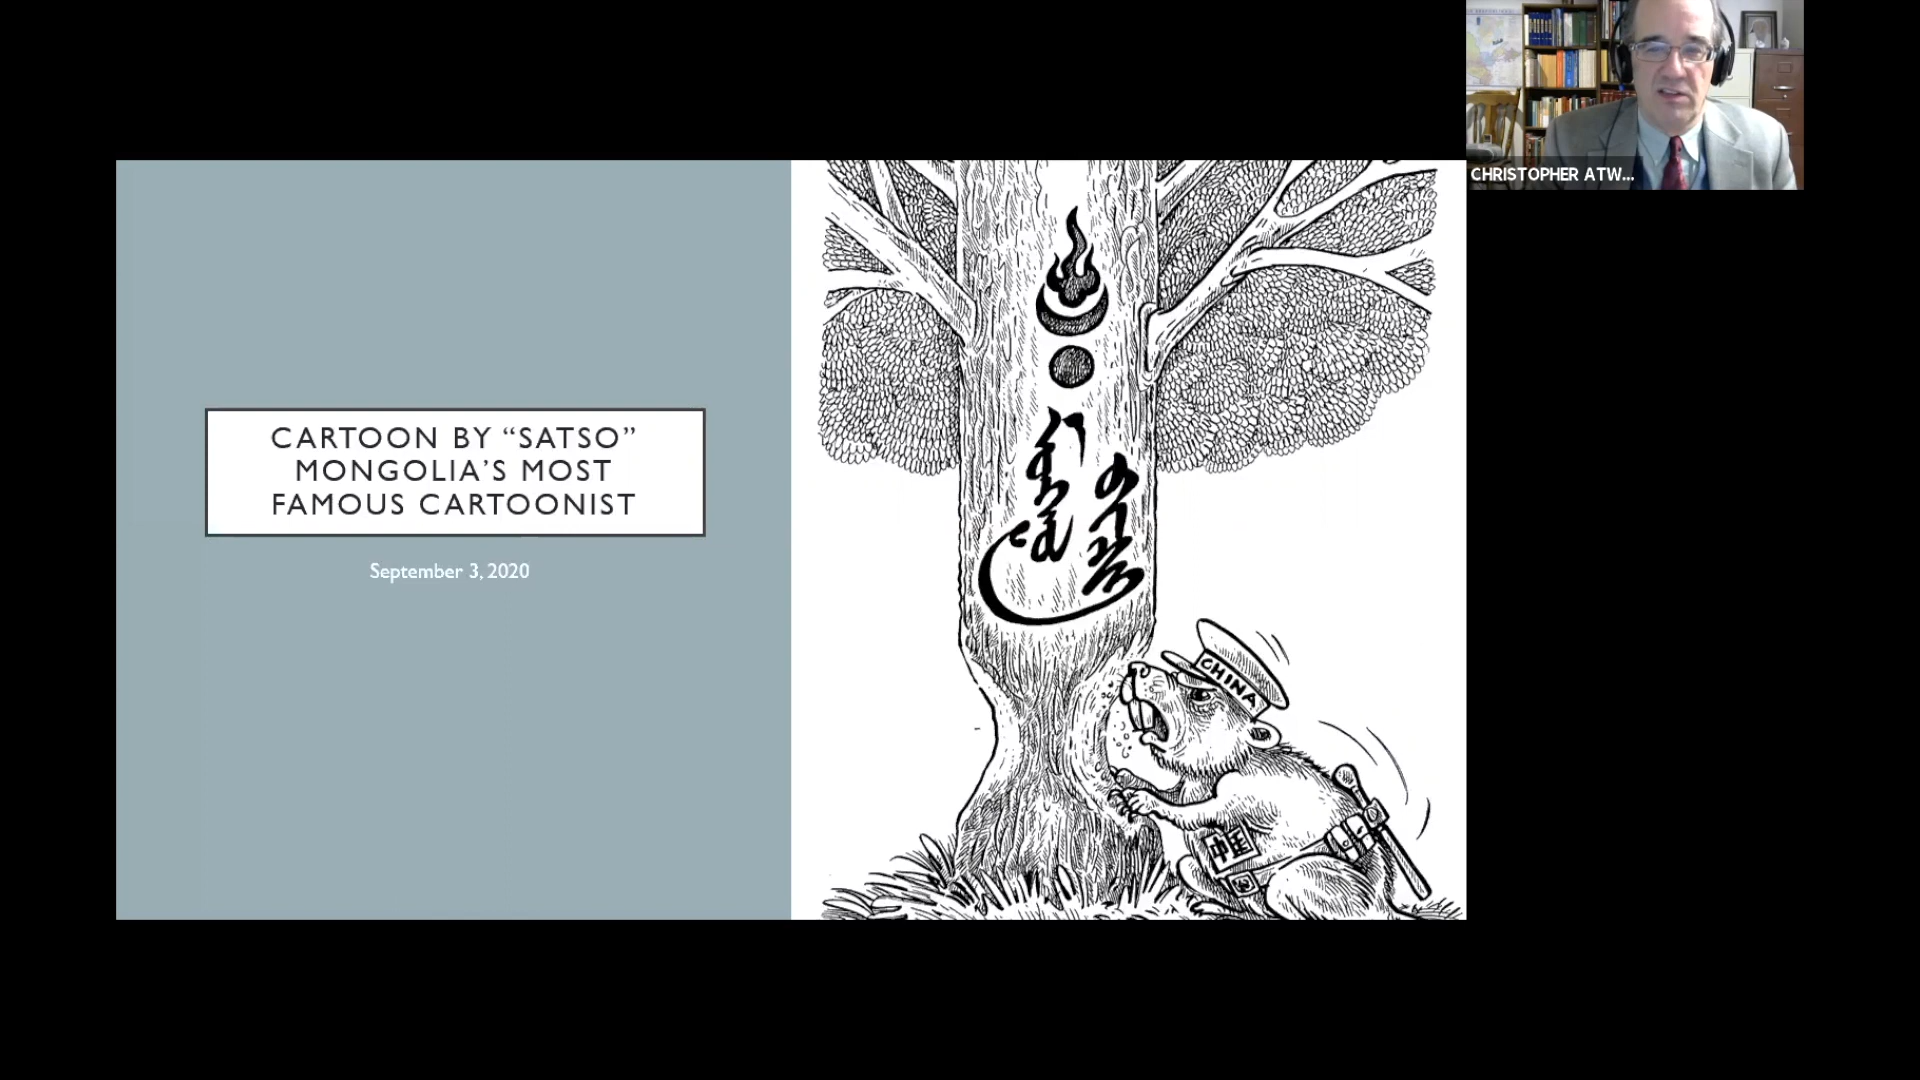 CHRISTOPHER ATW...
CARTOON BY “SATSO”
MONGOLIA’S MOST
FAMOUS CARTOONIST
September 3, 2020
CHINA